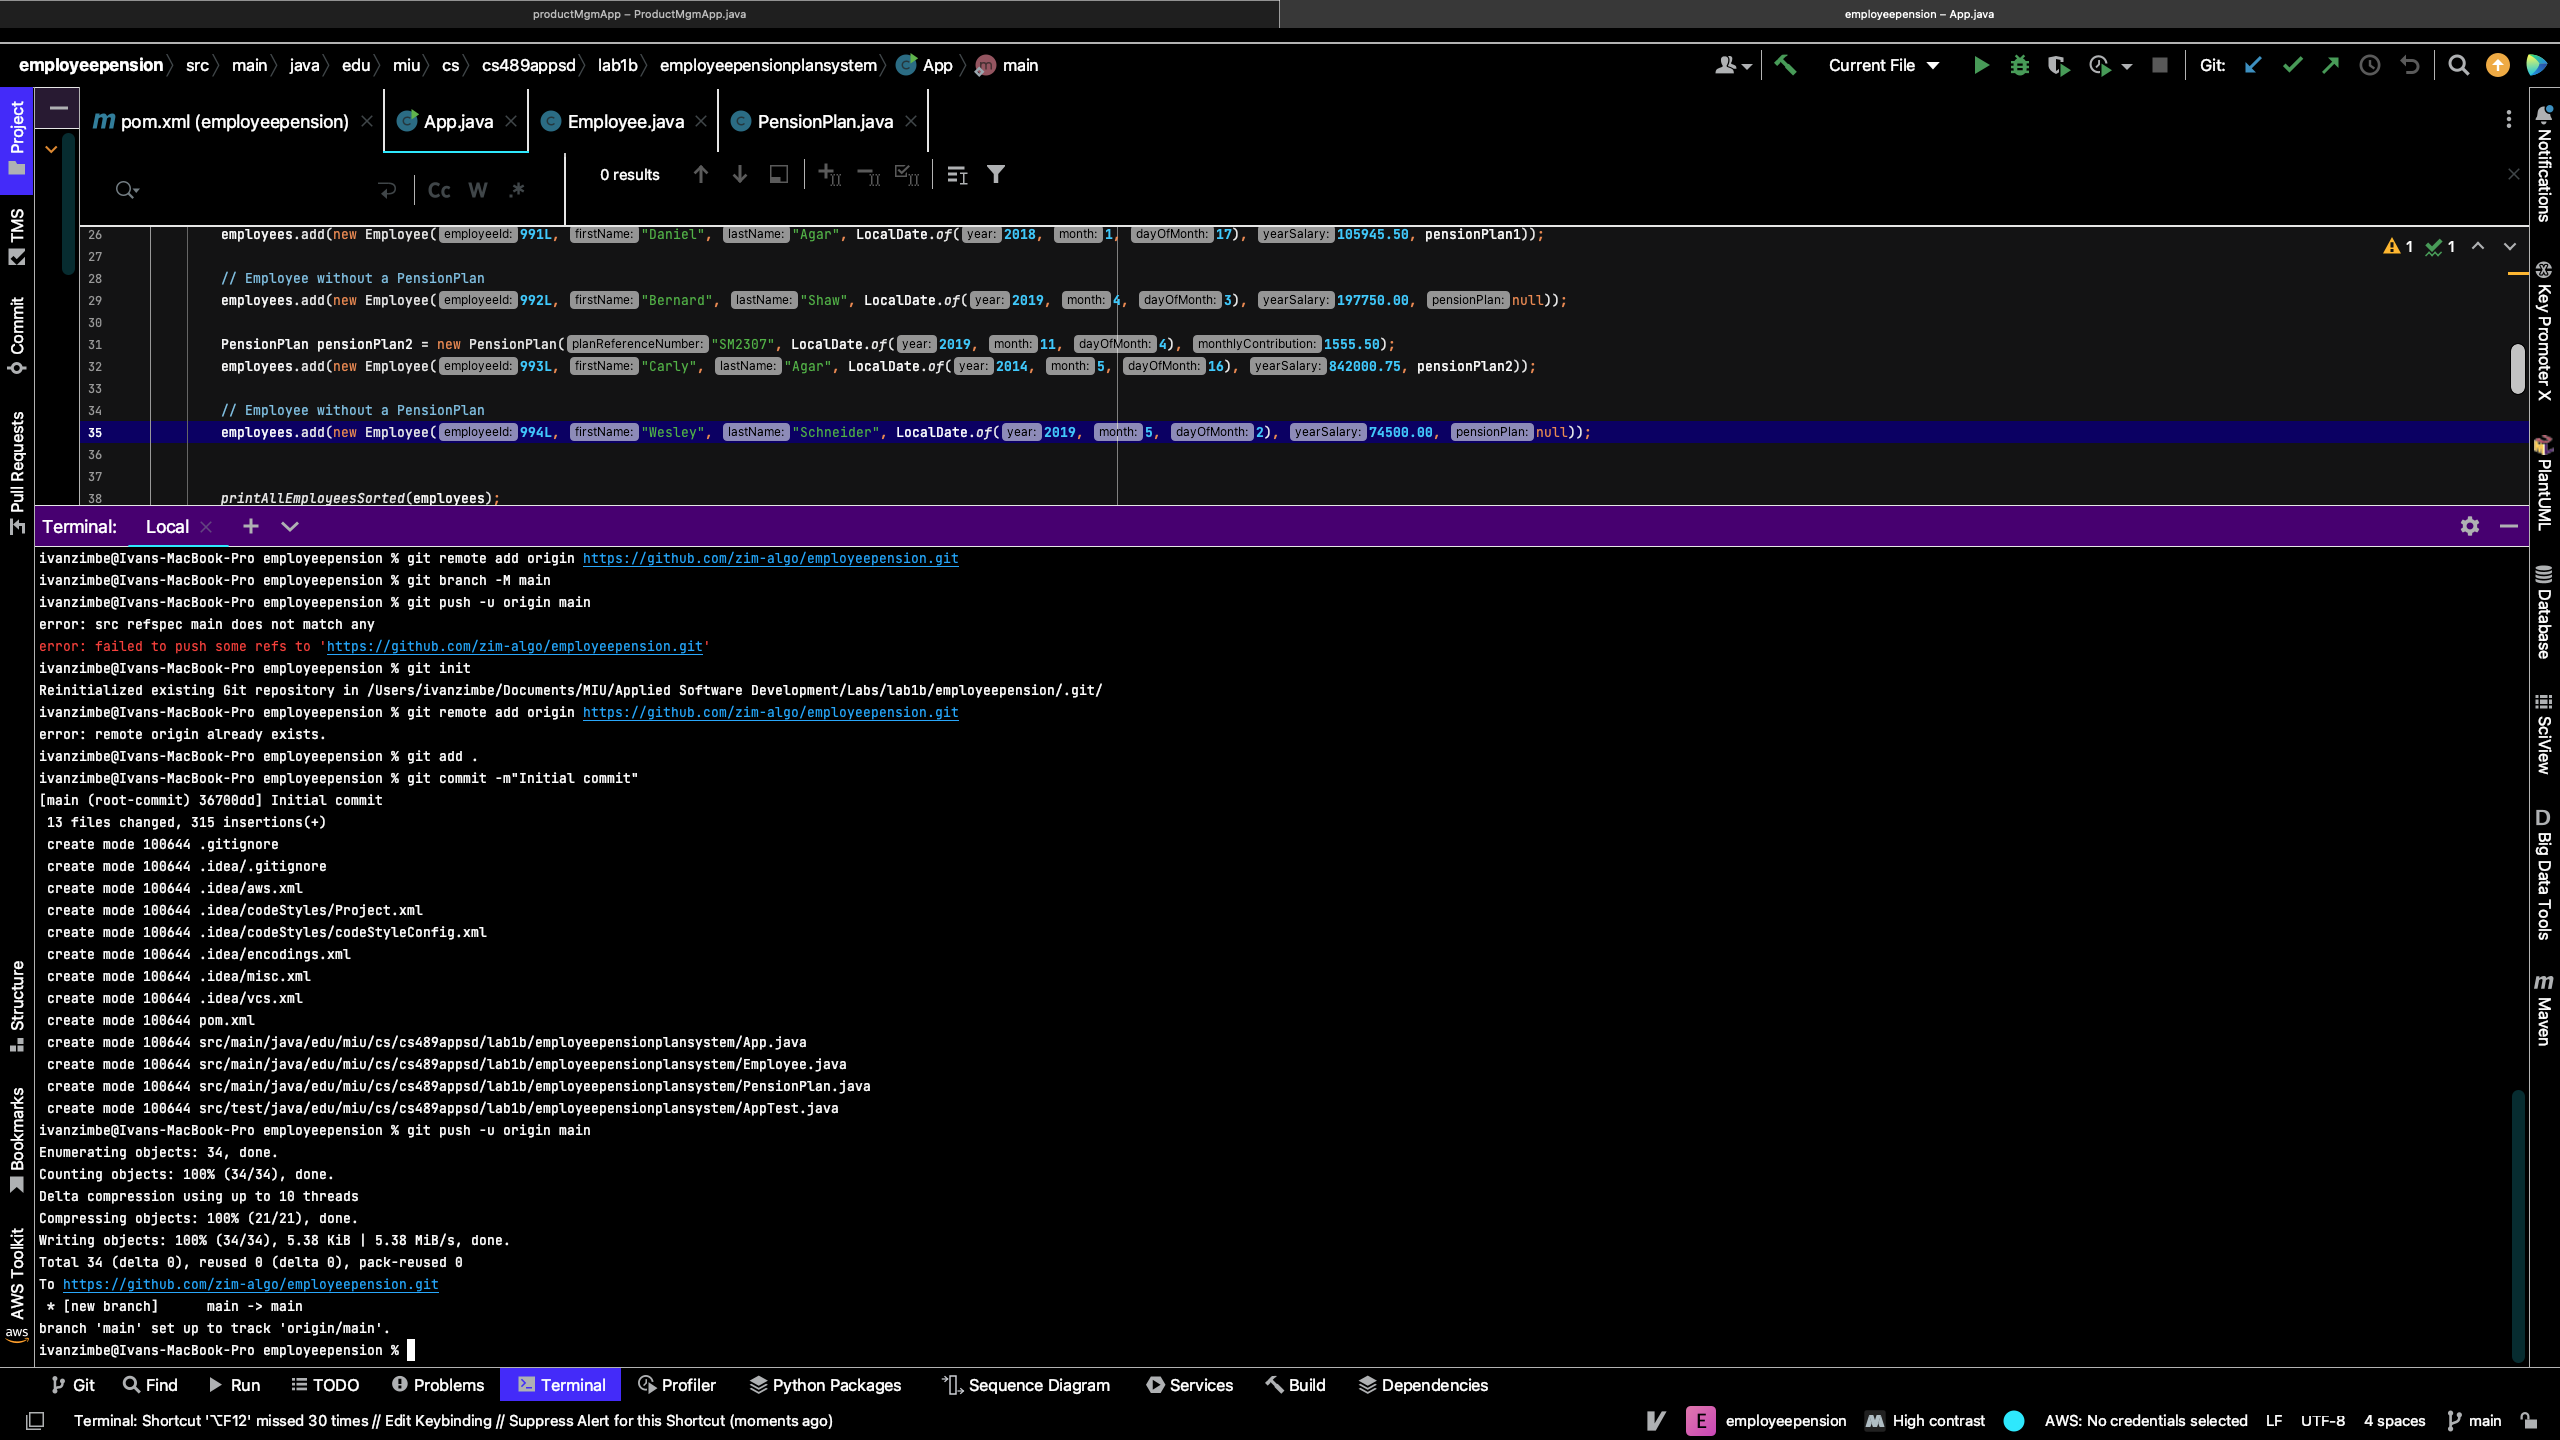 productMgmApp – ProductMgmApp.java
employeepension – App.java
employeepension src main java edu miu cs cs489appsd lab1b employeepensionplansystem App main
Current File Git:
pom.xml (employeepension) App.java Employee.java PensionPlan.java
Cc W .* 0 results
26 employees.add(new Employee( employeeId: 991L, firstName: "Daniel", lastName: "Agar", LocalDate.of( year: 2018, month: 1, dayOfMonth: 17), yearSalary: 105945.50, pensionPlan1));
1 1
27
28 // Employee without a PensionPlan
29 employees.add(new Employee( employeeId: 992L, firstName: "Bernard", lastName: "Shaw", LocalDate.of( year: 2019, month: 4, dayOfMonth: 3), yearSalary: 197750.00, pensionPlan: null));
30
31 PensionPlan pensionPlan2 = new PensionPlan( planReferenceNumber: "SM2307", LocalDate.of( year: 2019, month: 11, dayOfMonth: 4), monthlyContribution: 1555.50);
32 employees.add(new Employee( employeeId: 993L, firstName: "Carly", lastName: "Agar", LocalDate.of( year: 2014, month: 5, dayOfMonth: 16), yearSalary: 842000.75, pensionPlan2));
33
34 // Employee without a PensionPlan
35 employees.add(new Employee( employeeId: 994L, firstName: "Wesley", lastName: "Schneider", LocalDate.of( year: 2019, month: 5, dayOfMonth: 2), yearSalary: 74500.00, pensionPlan: null));
36
37
38 printAllEmployeesSorted(employees);
Terminal: Local
ivanzimbe@Ivans-MacBook-Pro employeepension % git remote add origin https://github.com/zim-algo/employeepension.git
ivanzimbe@Ivans-MacBook-Pro employeepension % git branch -M main
ivanzimbe@Ivans-MacBook-Pro employeepension % git push -u origin main
error: src refspec main does not match any
error: failed to push some refs to 'https://github.com/zim-algo/employeepension.git'
ivanzimbe@Ivans-MacBook-Pro employeepension % git init
Reinitialized existing Git repository in /Users/ivanzimbe/Documents/MIU/Applied Software Development/Labs/lab1b/employeepension/.git/
ivanzimbe@Ivans-MacBook-Pro employeepension % git remote add origin https://github.com/zim-algo/employeepension.git
error: remote origin already exists.
ivanzimbe@Ivans-MacBook-Pro employeepension % git add .
ivanzimbe@Ivans-MacBook-Pro employeepension % git commit -m"Initial commit"
[main (root-commit) 36700dd] Initial commit
13 files changed, 315 insertions(+)
create mode 100644 .gitignore
create mode 100644 .idea/.gitignore
create mode 100644 .idea/aws.xml
create mode 100644 .idea/codeStyles/Project.xml
create mode 100644 .idea/codeStyles/codeStyleConfig.xml
create mode 100644 .idea/encodings.xml
create mode 100644 .idea/misc.xml
create mode 100644 .idea/vcs.xml
create mode 100644 pom.xml
create mode 100644 src/main/java/edu/miu/cs/cs489appsd/lab1b/employeepensionplansystem/App.java
create mode 100644 src/main/java/edu/miu/cs/cs489appsd/lab1b/employeepensionplansystem/Employee.java
create mode 100644 src/main/java/edu/miu/cs/cs489appsd/lab1b/employeepensionplansystem/PensionPlan.java
create mode 100644 src/test/java/edu/miu/cs/cs489appsd/lab1b/employeepensionplansystem/AppTest.java
ivanzimbe@Ivans-MacBook-Pro employeepension % git push -u origin main
Enumerating objects: 34, done.
Counting objects: 100% (34/34), done.
Delta compression using up to 10 threads
Compressing objects: 100% (21/21), done.
Writing objects: 100% (34/34), 5.38 KiB | 5.38 MiB/s, done.
Total 34 (delta 0), reused 0 (delta 0), pack-reused 0
To https://github.com/zim-algo/employeepension.git
* [new branch] main -> main
branch 'main' set up to track 'origin/main'.
ivanzimbe@Ivans-MacBook-Pro employeepension %
Project
TMS
Commit
Pull Requests
Structure
Bookmarks
AWS Toolkit
aws
Notifications
Key Promoter X
PlantUML
Database
SciView
D Big Data Tools
m Maven
Git Find Run TODO Problems Terminal Profiler Python Packages Sequence Diagram Services Build Dependencies
Terminal: Shortcut '⌥F12' missed 30 times // Edit Keybinding // Suppress Alert for this Shortcut (moments ago)
E employeepension High contrast AWS: No credentials selected LF UTF-8 4 spaces main